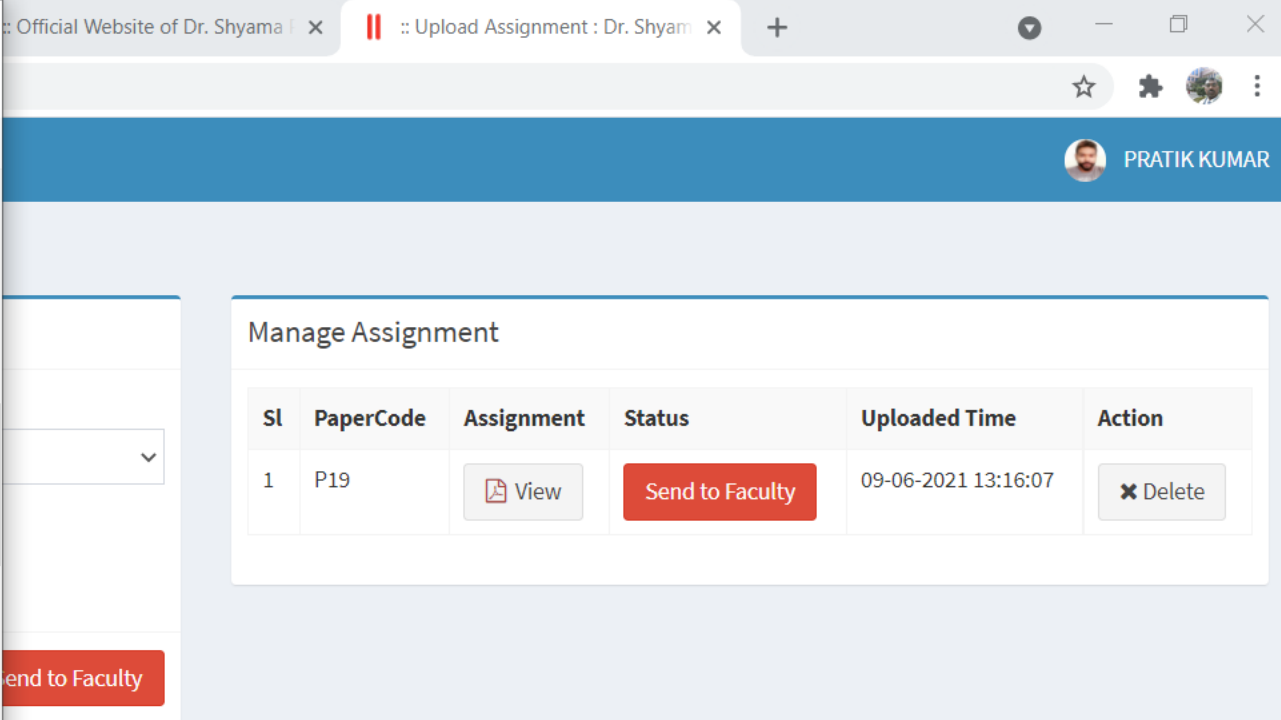 :: Official Website of Dr. Shyama
:: Upload Assignment : Dr. Shyam
PRATIK KUMAR
Manage Assignment
Sl PaperCode Assignment Status Uploaded Time Action
1 P19 View Send to Faculty 09-06-2021 13:16:07 Delete
Send to Faculty